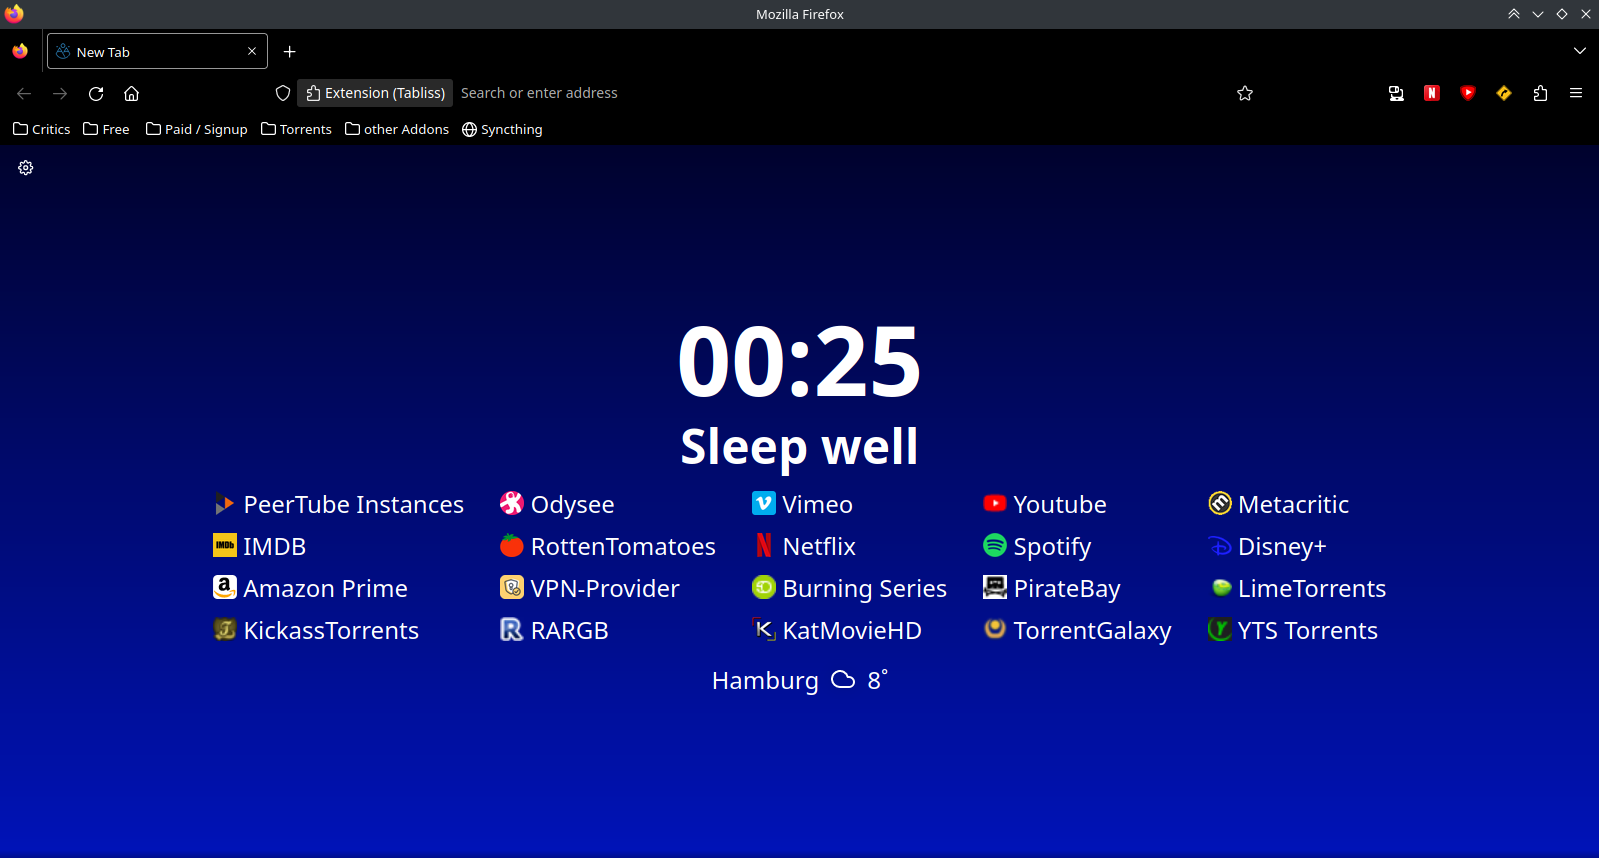 Mozilla Firefox
New Tab
Extension (Tabliss) Search or enter address
Critics Free Paid / Signup Torrents other Addons Syncthing
00:25
Sleep well
PeerTube Instances Odysee Vimeo Youtube Metacritic
IMDB RottenTomatoes Netflix Spotify Disney+
Amazon Prime VPN-Provider Burning Series PirateBay LimeTorrents
KickassTorrents RARGB KatMovieHD TorrentGalaxy YTS Torrents
Hamburg 8°